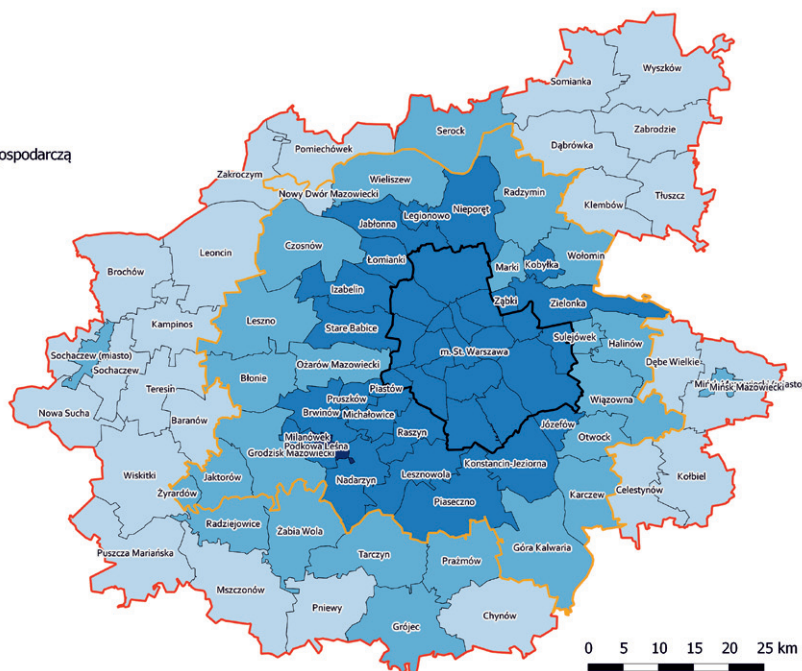 Wyszków
Somianka
ospodarczą
Serock
Zabrodzie
Pomiechówek
Dąbrówka
Zakroczym
Wieliszew
Radzymin
Nowy Dwór Mazowiecki
Nieporęt
Klembów
Tłuszcz
Legionowo
Jabłonna
Czosnów
Leoncin
Wołomin
Łomianki
Marki
Kobyłka
Brochów
Izabelin
Ząbki
Zielonka
Leszno
Kampinos
Stare Babice
Sulejówek
Halinów
Sochaczew (miasto)
m. St. Warszawa
Dębe Wielkie
Ożarów Mazowiecki
Sochaczew
Błonie
Mińsk Mazowiecki
Teresin
Piastów
Pruszków
Wiązowna
Nowa Sucha
Brwinów
Michałowice
Baranów
Józefów
Milanówek
Raszyn
Otwock
Podkowa Leśna
Grodzisk Mazowiecki
Konstancin-Jeziorna
Wiskitki
Jaktorów
Lesznowola
Kołbiel
Nadarzyn
Celestynów
Żyrardów
Karczew
Piaseczno
Radziejowice
Żabia Wola
Góra Kalwaria
Puszcza Mariańska
Tarczyn
Prażmów
Mszczonów
Pniewy
Chynów
Grójec
0 5 10 15 20 25 km